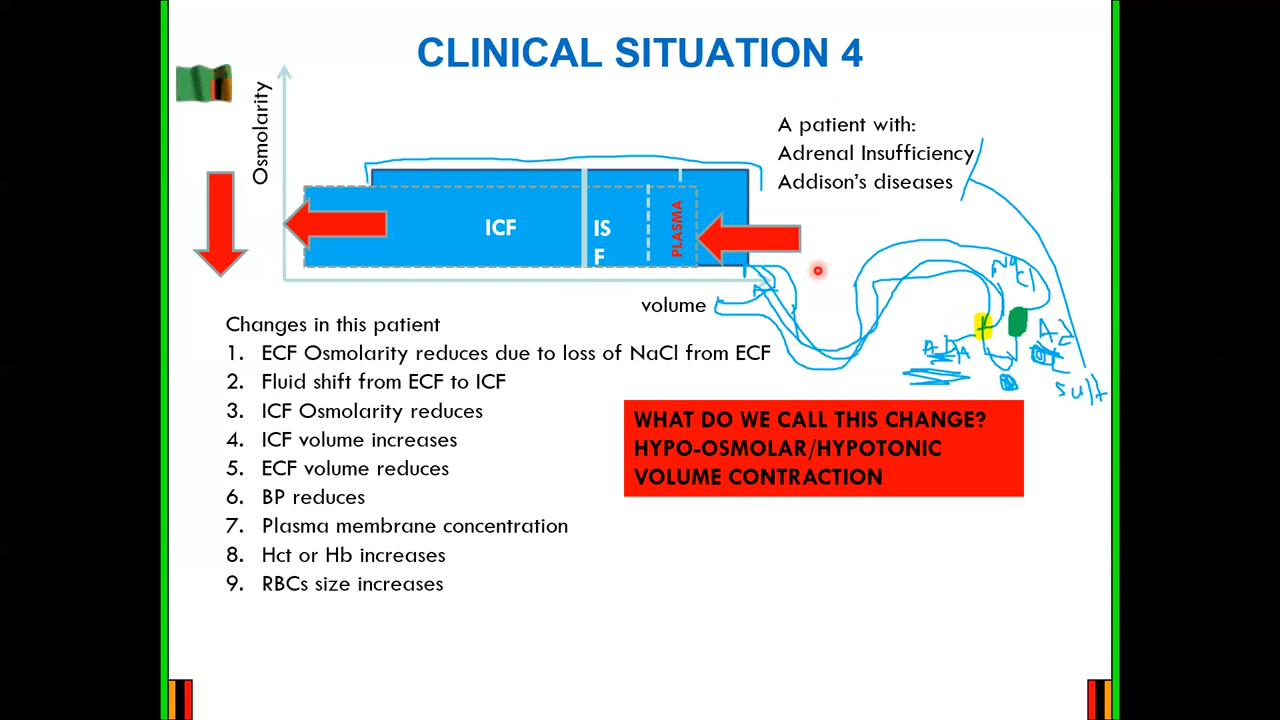 CLINICAL SITUATION 4
Osmolarity
A patient with:
Adrenal Insufficiency
Addison's diseases
ICF
IS
F
PLASMA
volume
NaCl
Changes in this patient
1. ECF Osmolarity reduces due to loss of NaCl from ECF
2. Fluid shift from ECF to ICF
3. ICF Osmolarity reduces
4. ICF volume increases
5. ECF volume reduces
6. BP reduces
7. Plasma membrane concentration
8. Hct or Hb increases
9. RBCs size increases
WHAT DO WE CALL THIS CHANGE?
HYPO-OSMOLAR/HYPOTONIC
VOLUME CONTRACTION